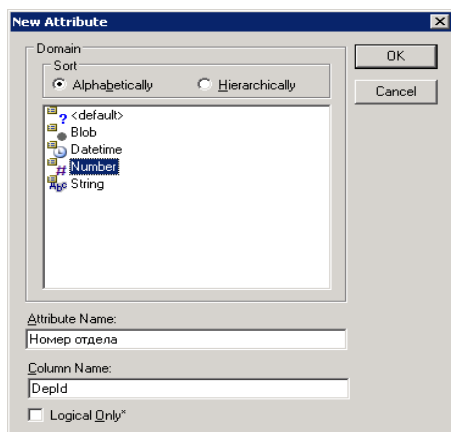 New Attribute
Domain
Sort
Alphabetically Hierarchically
OK
Cancel
? <default>
Blob
Datetime
# Number
ABC String
Attribute Name:
Номер отдела
Column Name:
DepId
Logical Only*